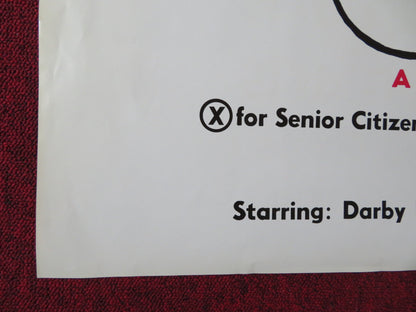 A
Ⓧ for Senior Citizen
Starring: Darby